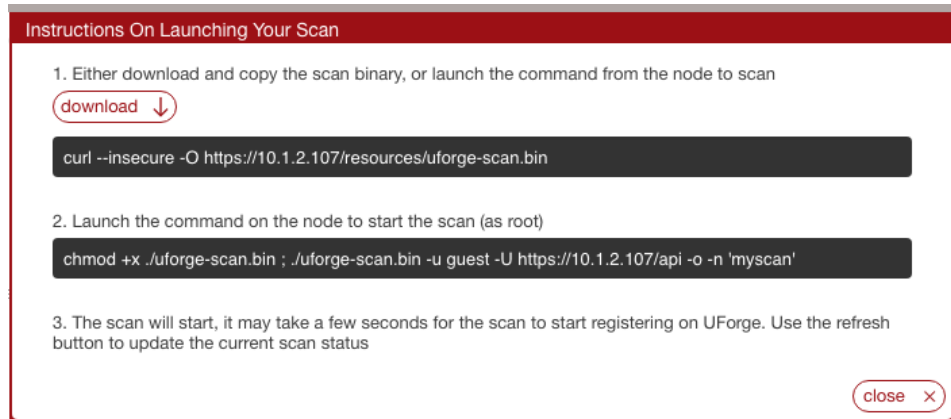 Instructions On Launching Your Scan
1. Either download and copy the scan binary, or launch the command from the node to scan
download
curl --insecure -O https://10.1.2.107/resources/uforge-scan.bin
2. Launch the command on the node to start the scan (as root)
chmod +x ./uforge-scan.bin ; ./uforge-scan.bin -u guest -U https://10.1.2.107/api -o -n 'myscan'
3. The scan will start, it may take a few seconds for the scan to start registering on UForge. Use the refresh
button to update the current scan status
close